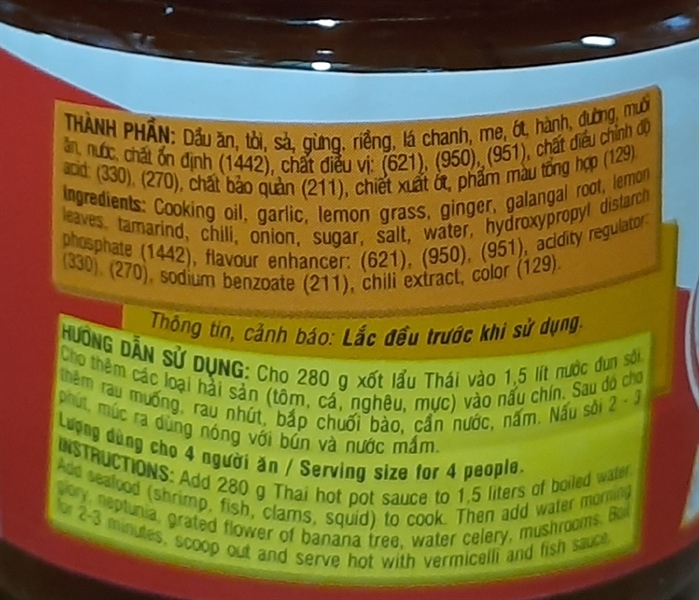 THÀNH PHẦN: Dầu ăn, tỏi, sả, gừng, riềng, lá chanh, me, ớt, hành, đường, muối
ăn, nước, chất ổn định (1442), chất điều vị: (621), (950), (951), chất điều chỉnh độ
acid: (330), (270), chất bảo quản (211), chiết xuất ớt, phẩm màu tổng hợp (129).
Ingredients: Cooking oil, garlic, lemon grass, ginger, galangal root, lemon
leaves, tamarind, chili, onion, sugar, salt, water, hydroxypropyl distarch
phosphate (1442), flavour enhancer: (621), (950), (951), acidity regulator:
(330), (270), sodium benzoate (211), chili extract, color (129).
Thông tin, cảnh báo: Lắc đều trước khi sử dụng.
HƯỚNG DẪN SỬ DỤNG: Cho 280 g xốt lẩu Thái vào 1,5 lít nước đun sôi.
Cho thêm các loại hải sản (tôm, cá, nghêu, mực) vào nấu chín. Sau đó cho
thêm rau muống, rau nhút, bắp chuối bào, cần nước, nấm. Nấu sôi 2 - 3
phút, múc ra dùng nóng với bún và nước mắm.
Lượng dùng cho 4 người ăn / Serving size for 4 people.
INSTRUCTIONS: Add 280 g Thai hot pot sauce to 1,5 liters of boiled water.
Add seafood (shrimp, fish, clams, squid) to cook. Then add water morning
glory, neptunia, grated flower of banana tree, water celery, mushrooms. Boil
for 2-3 minutes, scoop out and serve hot with vermicelli and fish sauce.